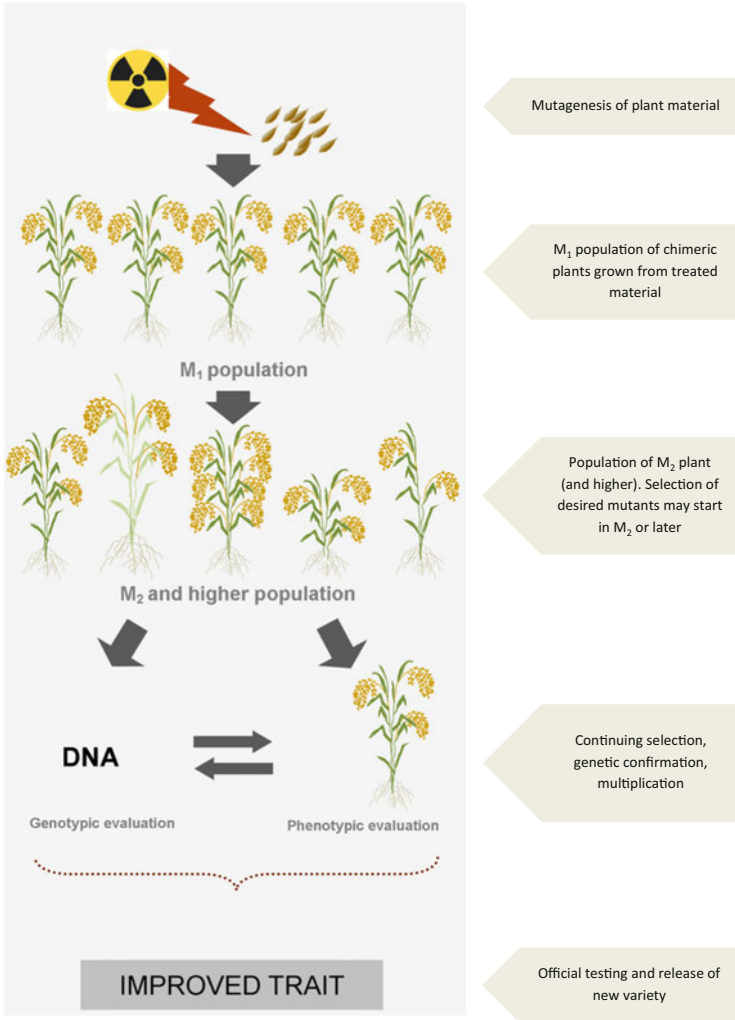 Mutagenesis of plant material
M₁ population of chimeric
plants grown from treated
material
M₁ population
Population of M₂ plant
(and higher). Selection of
desired mutants may start
in M₂ or later
M₂ and higher population
DNA
Genotypic evaluation
Phenotypic evaluation
Continuing selection,
genetic confirmation,
multiplication
IMPROVED TRAIT
Official testing and release of
new variety